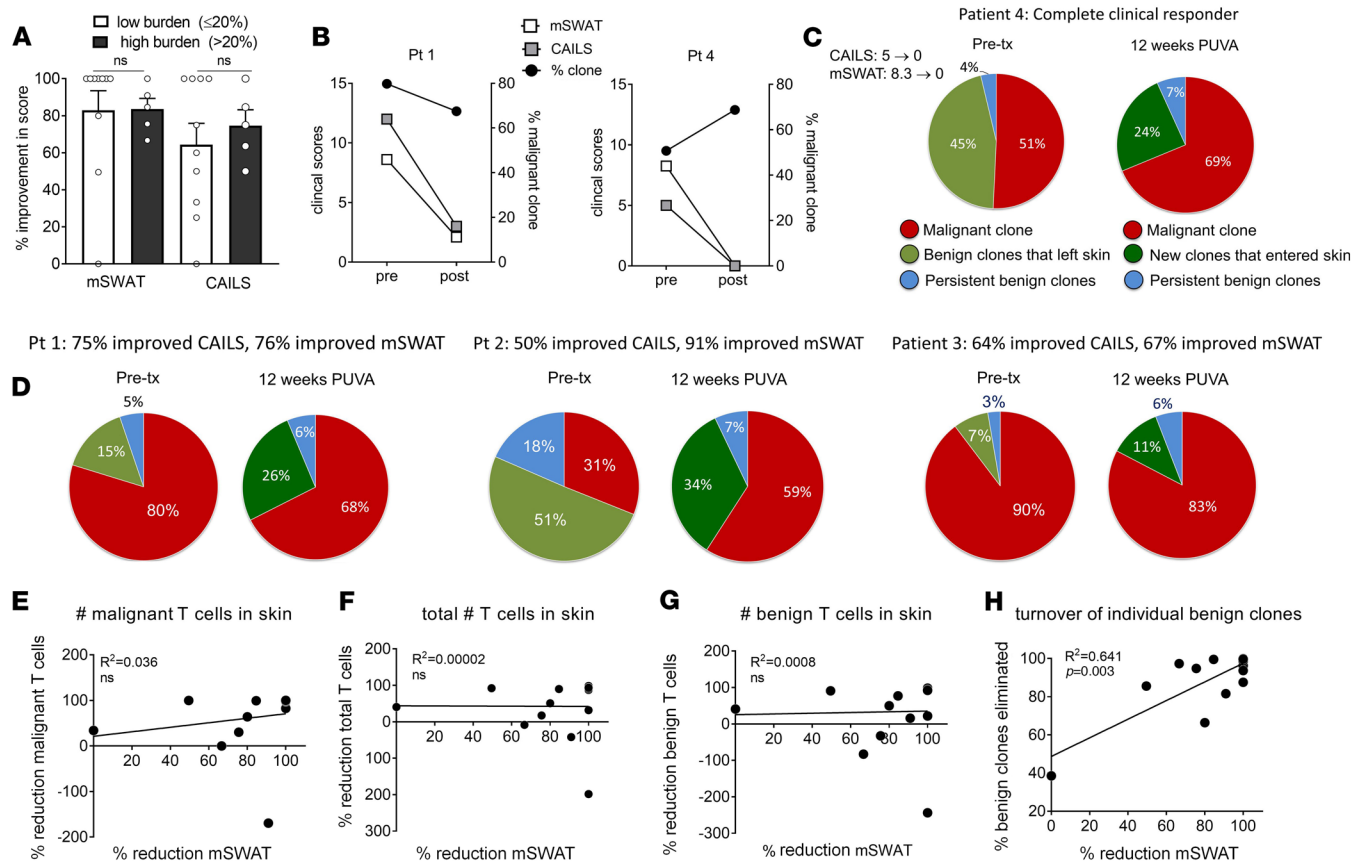 A
low burden (≤20%)
high burden (>20%)
ns
ns
% improvement in score
100
80
60
40
20
0
mSWAT
CAILS
B
mSWAT
CAILS
% clone
Pt 1
clincal scores
15
10
5
0
80
60
40
20
0
% malignant clone
pre
post
Pt 4
clinical scores
15
10
5
0
80
60
40
20
0
% malignant clone
pre
post
C
Patient 4: Complete clinical responder
Pre-tx
12 weeks PUVA
CAILS: 5 → 0
mSWAT: 8.3 → 0
4%
45%
51%
7%
24%
69%
Malignant clone
Benign clones that left skin
Persistent benign clones
Malignant clone
New clones that entered skin
Persistent benign clones
D
Pt 1: 75% improved CAILS, 76% improved mSWAT
Pre-tx
12 weeks PUVA
5%
15%
80%
6%
26%
68%
Pt 2: 50% improved CAILS, 91% improved mSWAT
Pre-tx
12 weeks PUVA
18%
31%
51%
7%
34%
59%
Patient 3: 64% improved CAILS, 67% improved mSWAT
Pre-tx
12 weeks PUVA
3%
7%
90%
6%
11%
83%
E
# malignant T cells in skin
R²=0.036
ns
% reduction malignant T cells
200
100
0
-100
-200
20
40
60
80
100
% reduction mSWAT
F
total # T cells in skin
R²=0.00002
ns
% reduction total T cells
200
100
0
100
200
300
20
40
60
80
100
% reduction mSWAT
G
# benign T cells in skin
R²=0.0008
ns
% reduction benign T cells
200
100
0
-100
-200
-300
20
40
60
80
100
% reduction mSWAT
H
turnover of individual benign clones
R²=0.641
p=0.003
% benign clones eliminated
100
80
60
40
20
0
20
40
60
80
100
% reduction mSWAT